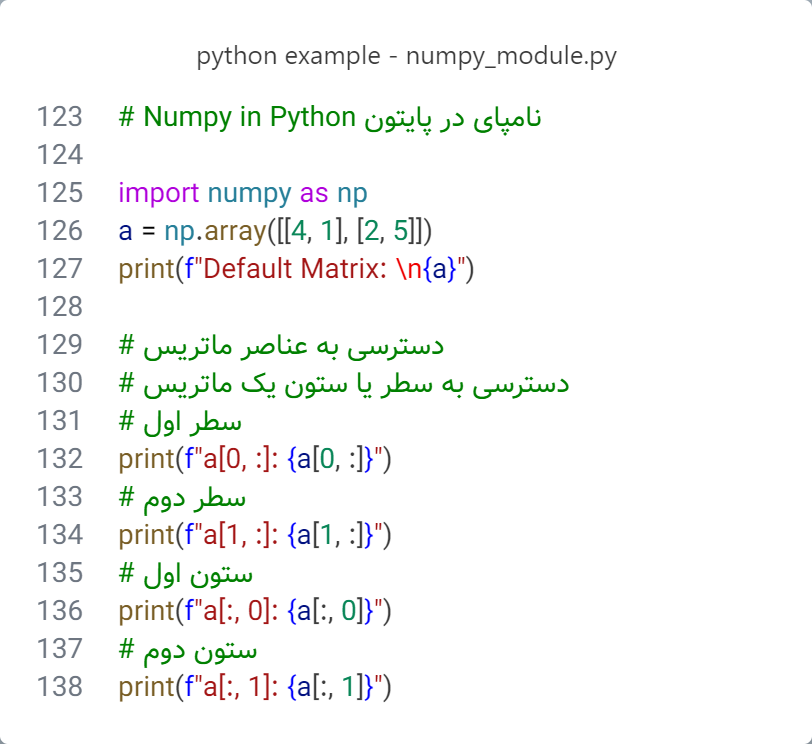 python example - numpy_module.py
123 # Numpy in Python نامپای در پایتون
124
125 import numpy as np
126 a = np.array([[4, 1], [2, 5]])
127 print(f"Default Matrix: \n{a}")
128
129 # دسترسی به عناصر ماتریس
130 # دسترسی به سطر یا ستون یک ماتریس
131 # سطر اول
132 print(f"a[0, :]: {a[0, :]}")
133 # سطر دوم
134 print(f"a[1, :]: {a[1, :]}")
135 # ستون اول
136 print(f"a[:, 0]: {a[:, 0]}")
137 # ستون دوم
138 print(f"a[:, 1]: {a[:, 1]}")